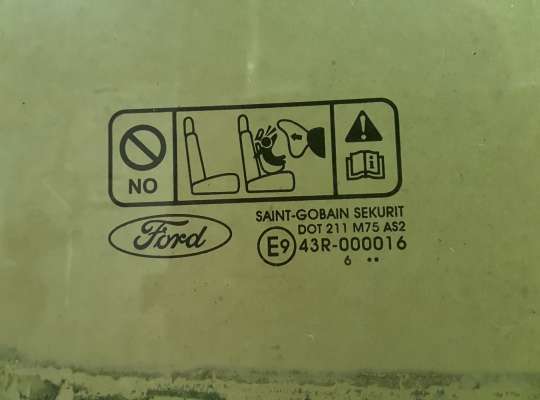 NO
i
Ford
SAINT-GOBAIN SEKURIT
DOT 211 M75 AS2
E9 43R-000016
6 ••